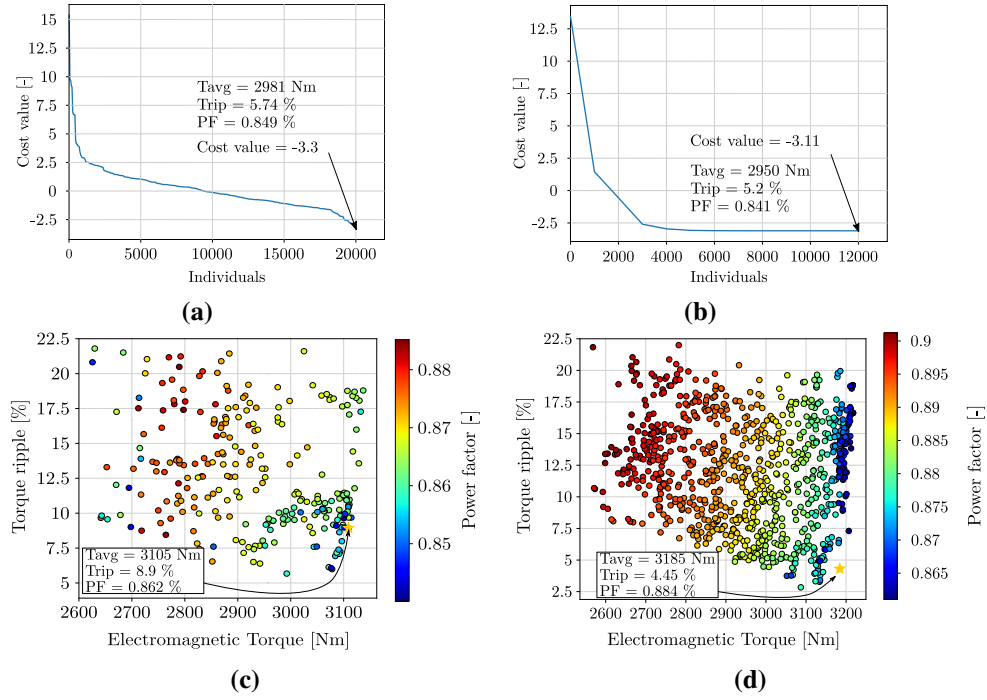 15.0
12.5
10.0
7.5
5
2.5
0
-2.5
Cost value [-]
Tavg = 2981 Nm
Trip = 5.74 %
PF = 0.849 %
Cost value = -3.3
0
5000
10000
15000
20000
Individuals
(a)
12.5
10.0
7.5
5.0
2.5
0.0
-2.5
Cost value [-]
Cost value = -3.11
Tavg = 2950 Nm
Trip = 5.2 %
PF = 0.841 %
0
2000
4000
6000
8000
10000
12000
Individuals
(b)
22.5
20.0
17.5
15
12.5
10
7.5
5
Torque ripple [%]
Tavg = 3105 Nm
Trip = 8.9 %
PF = 0.862 %
2600
2700
2800
2900
3000
3100
Electromagnetic Torque [Nm]
0.88
0.87
0.86
0.85
Power factor [-]
(c)
22.5
20.0
17.5
15.0
12.5
10
7.5
5
2.5
Torque ripple [%]
Tavg = 3185 Nm
Trip = 4.45 %
PF = 0.884 %
2600
2700
2800
2900
3000
3100
3200
Electromagnetic Torque [Nm]
0.9
0.895
0.89
0.885
0.88
0.875
0.87
0.865
Power factor [-]
(d)